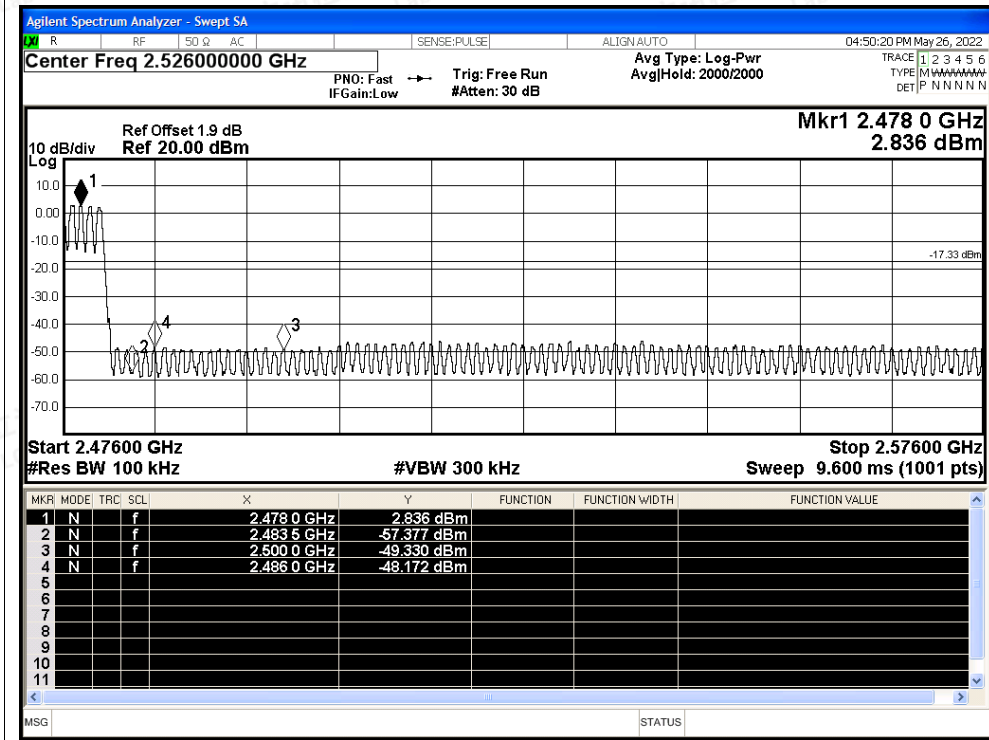 Agilent Spectrum Analyzer - Swept SA
LXI R RF 50 Ω AC SENSE:PULSE ALIGN AUTO 04:50:20 PM May 26, 2022
Center Freq 2.526000000 GHz
PNO: Fast Trig: Free Run Avg Type: Log-Pwr TRACE 1 2 3 4 5 6
IFGain:Low #Atten: 30 dB Avg|Hold: 2000/2000 TYPE M
DET P N N N N N
Ref Offset 1.9 dB Mkr1 2.478 0 GHz
10 dB/div Ref 20.00 dBm 2.836 dBm
Log
10.0
1
0.00
-10.0
-17.33 dBm
-20.0
-30.0
-40.0
4 3
2
-50.0
-60.0
-70.0
Start 2.47600 GHz Stop 2.57600 GHz
#Res BW 100 kHz #VBW 300 kHz Sweep 9.600 ms (1001 pts)
MKR MODE TRC SCL X Y FUNCTION FUNCTION WIDTH FUNCTION VALUE
1 N f 2.478 0 GHz 2.836 dBm
2 N f 2.483 5 GHz -57.377 dBm
3 N f 2.500 0 GHz -49.330 dBm
4 N f 2.486 0 GHz -48.172 dBm
5
6
7
8
9
10
11
MSG STATUS